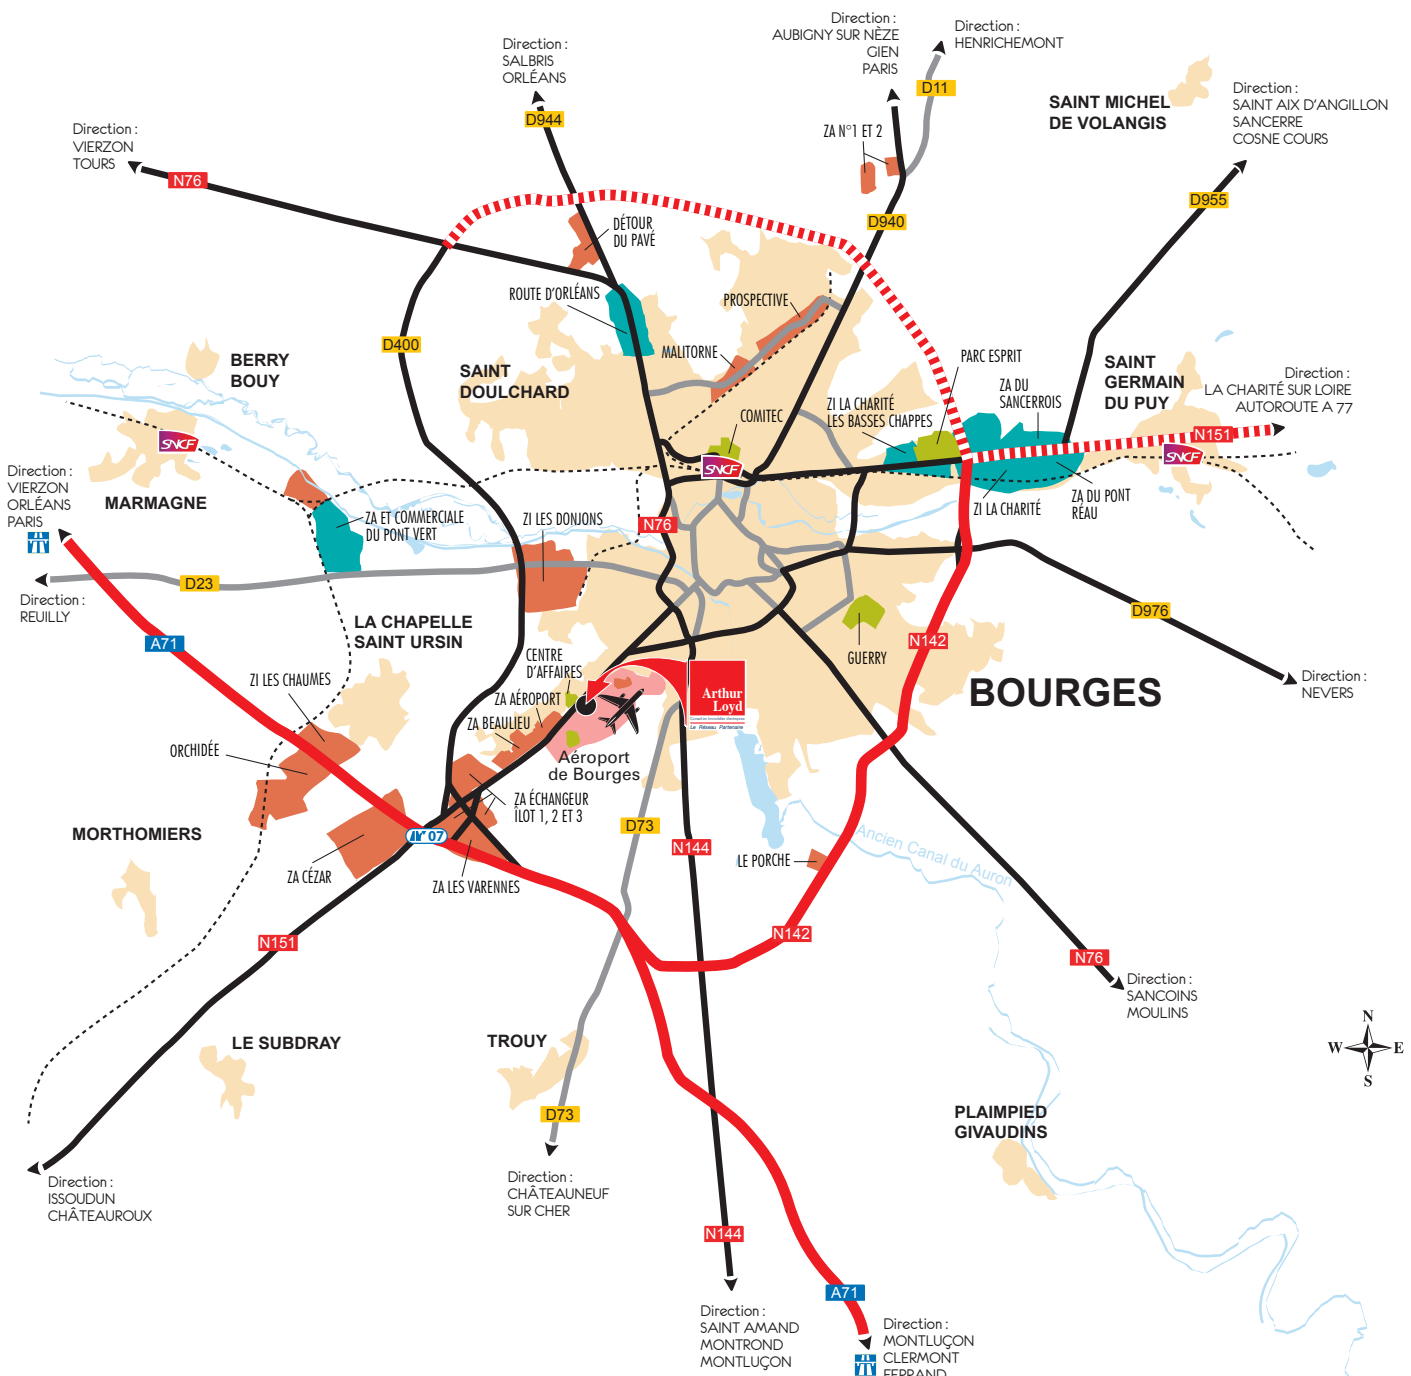 Direction :
AUBIGNY SUR NÈZE
GIEN
PARIS
Direction :
HENRICHEMONT
Direction :
SALBRIS
ORLÉANS
D11
Direction :
SAINT AIX D'ANGILLON
SANCERRE
COSNE COURS
SAINT MICHEL
DE VOLANGIS
D944
Direction :
VIERZON
TOURS
ZA N°1 ET 2
N76
D955
D940
DÉTOUR
DU PAVÉ
ROUTE D'ORLÉANS
PROSPECTIVE
D400
MALITORNE
PARC ESPRIT
BERRY
BOUY
SAINT
DOULCHARD
SAINT
GERMAIN
DU PUY
Direction :
LA CHARITÉ SUR LOIRE
AUTOROUTE A 77
ZA DU
SANCERROIS
ZI LA CHARITÉ
LES BASSES CHAPPES
COMITEC
N151
SNCF
SNCF
SNCF
Direction :
VIERZON
ORLÉANS
PARIS
MARMAGNE
ZA DU PONT
RÉAU
ZI LA CHARITÉ
ZA ET COMMERCIALE
DU PONT VERT
ZI LES DONJONS
N76
D23
Direction :
REUILLY
D976
LA CHAPELLE
SAINT URSIN
A71
N142
GUERRY
CENTRE
D'AFFAIRES
ZI LES CHAUMES
ZA AÉROPORT
Arthur
Loyd
Conseil en Immobilier d'entreprise
Le Réseau Partenaire
BOURGES
Direction :
NEVERS
ZA BEAULIEU
ORCHIDÉE
Aéroport
de Bourges
ZA ÉCHANGEUR
ÎLOT 1, 2 ET 3
D73
MORTHOMIERS
07
N144
Ancien Canal du Auron
LE PORCHE
ZA CÉZAR
ZA LES VARENNES
N142
N151
N76
Direction :
SANCOINS
MOULINS
LE SUBDRAY
TROUY
N
W
E
S
D73
PLAIMPIED
GIVAUDINS
Direction :
ISSOUDUN
CHÂTEAUROUX
Direction :
CHÂTEAUNEUF
SUR CHER
N144
A71
Direction :
SAINT AMAND
MONTROND
MONTLUÇON
Direction :
MONTLUÇON
CLERMONT
FERRAND